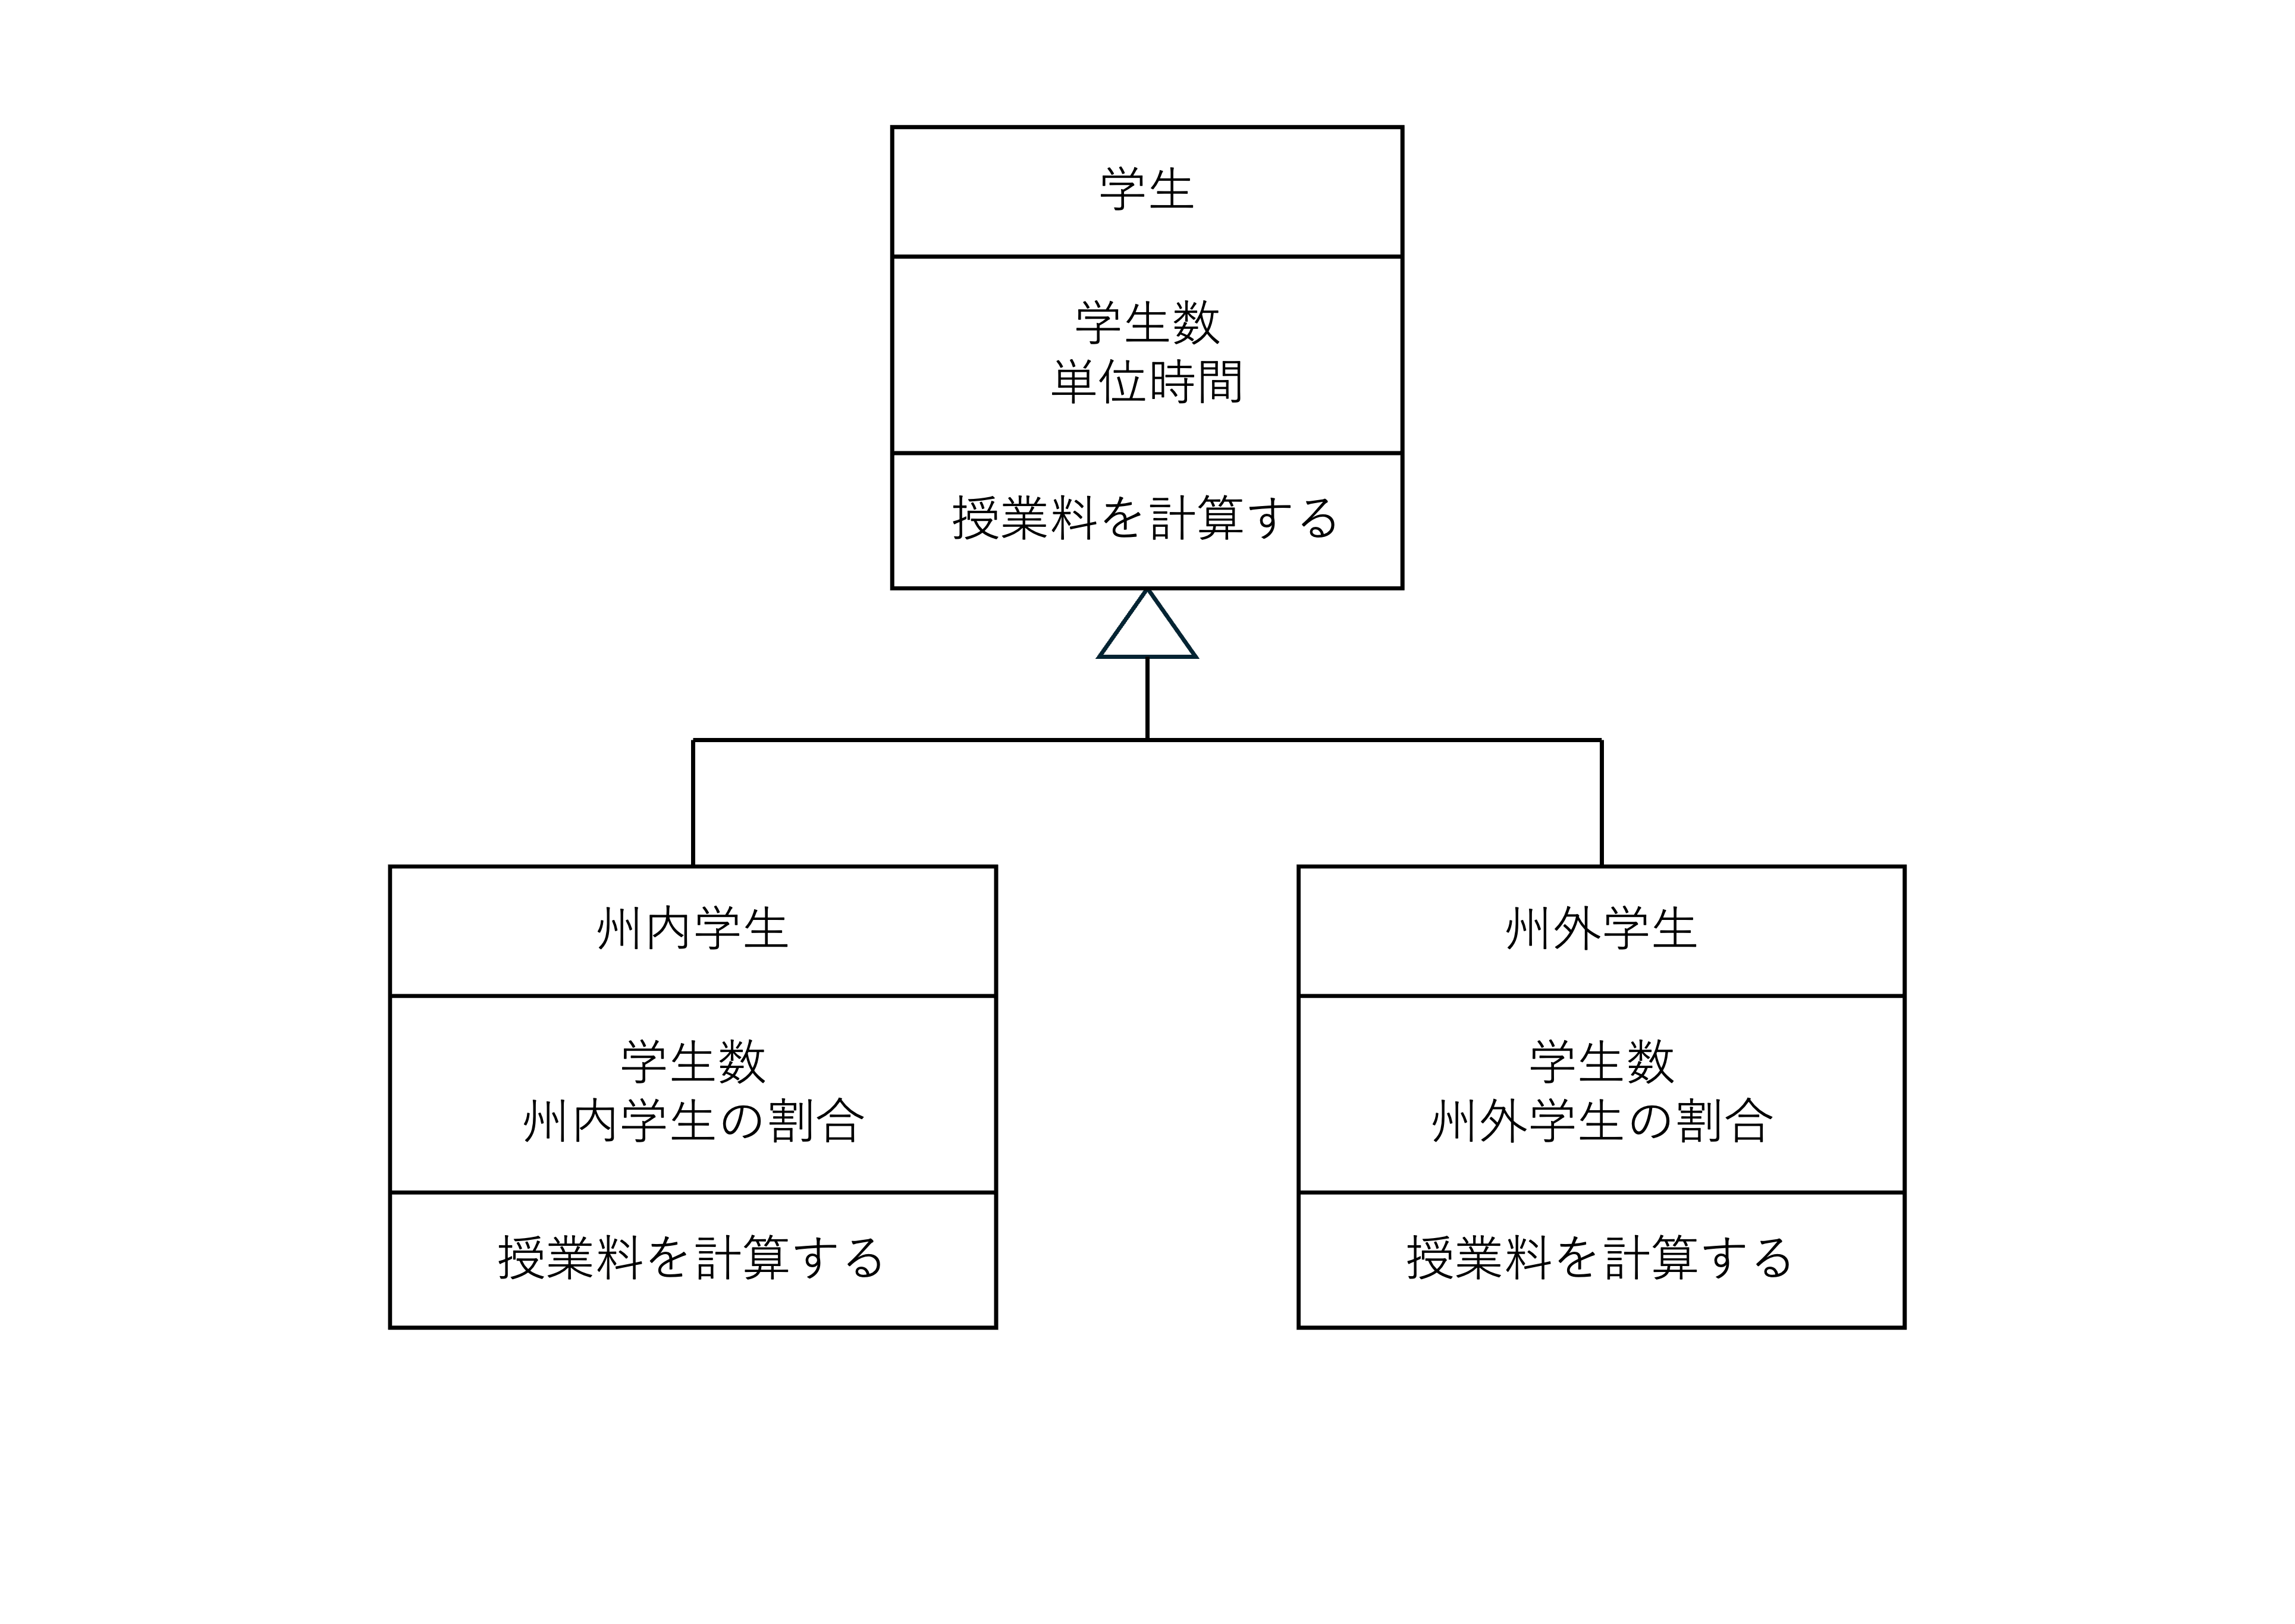 学生
学生数
単位時間
授業料を計算する
州内学生
学生数
州内学生の割合
授業料を計算する
州外学生
学生数
州外学生の割合
授業料を計算する